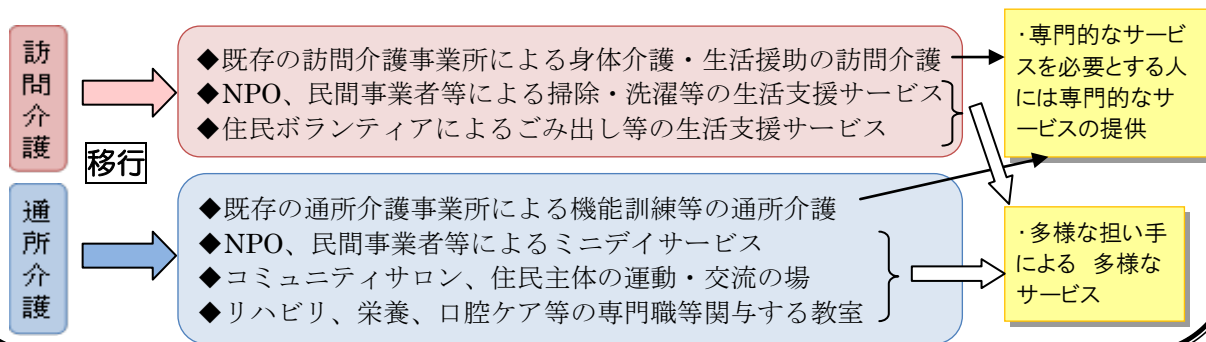 訪問介護
◆既存の訪問介護事業所による身体介護・生活援助の訪問介護
◆NPO、民間事業者等による掃除・洗濯等の生活支援サービス
◆住民ボランティアによるごみ出し等の生活支援サービス
・専門的なサービ
スを必要とする人
には専門的なサ
ービスの提供
移行
通所介護
◆既存の通所介護事業所による機能訓練等の通所介護
◆NPO、民間事業者等によるミニデイサービス
◆コミュニティサロン、住民主体の運動・交流の場
◆リハビリ、栄養、口腔ケア等の専門職等関与する教室
・多様な担い手
による 多様な
サービス